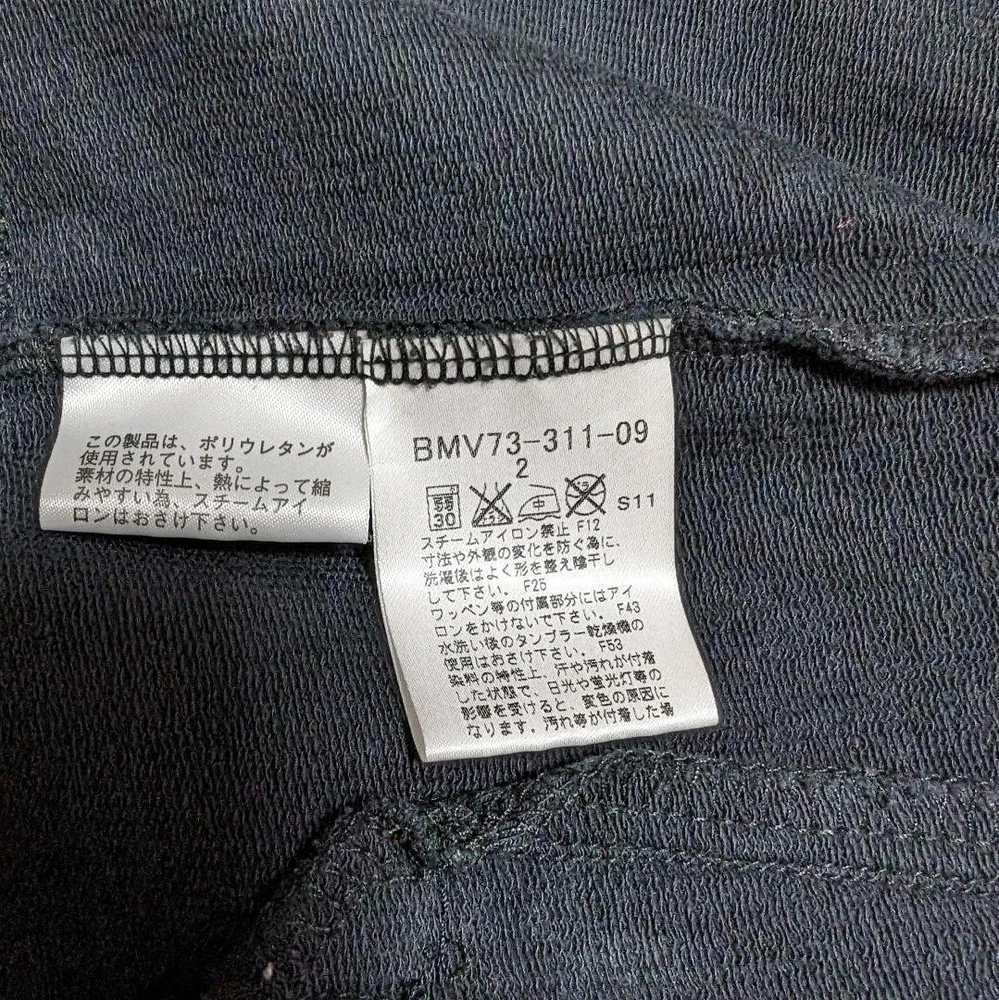 この製品は、ポリウレタンが
使用されています。
素材の特性上、熱によって縮
みやすい為、スチームアイ
ロンはおさけ下さい。
BMV73-311-09
2
弱
30
S11
スチームアイロン禁止 F12
寸法や外観の変化を防ぐ為に、
洗濯後はよく形を整え陰干し
して下さい。 F25
ワッペン等の付属部分にはアイ
ロンをかけないで下さい。 F43
水洗い後のタンブラー乾燥機の
使用はおさけ下さい。 F53
染料の特性上、汗や汚れが付着
した状態で、日光や蛍光灯等の
影響を受けると、変色の原因に
なります。汚れ等が付着した場